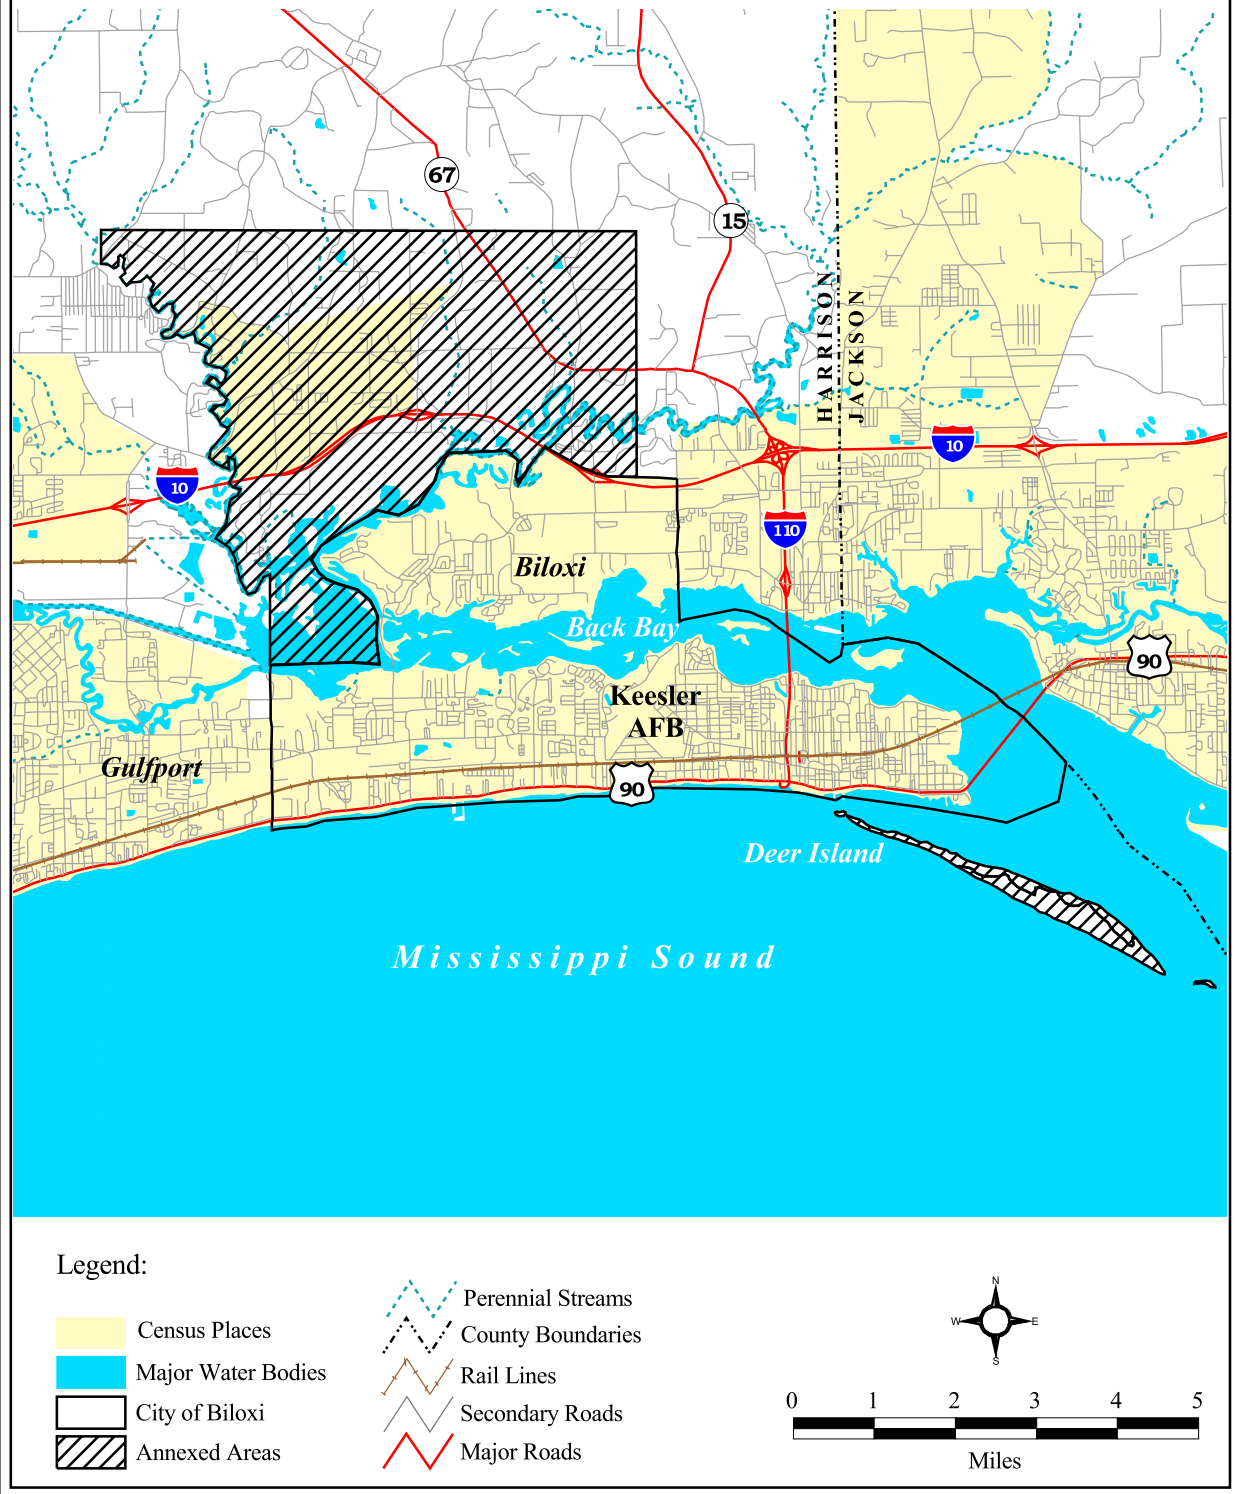 67
15
HARRISON
JACKSON
10
10
110
Biloxi
Back Bay
90
Keesler
AFB
Gulfport
90
Deer Island
Mississippi Sound
Legend:
Census Places
Major Water Bodies
City of Biloxi
Annexed Areas
Perennial Streams
County Boundaries
Rail Lines
Secondary Roads
Major Roads
N
W
E
S
0 1 2 3 4 5
Miles